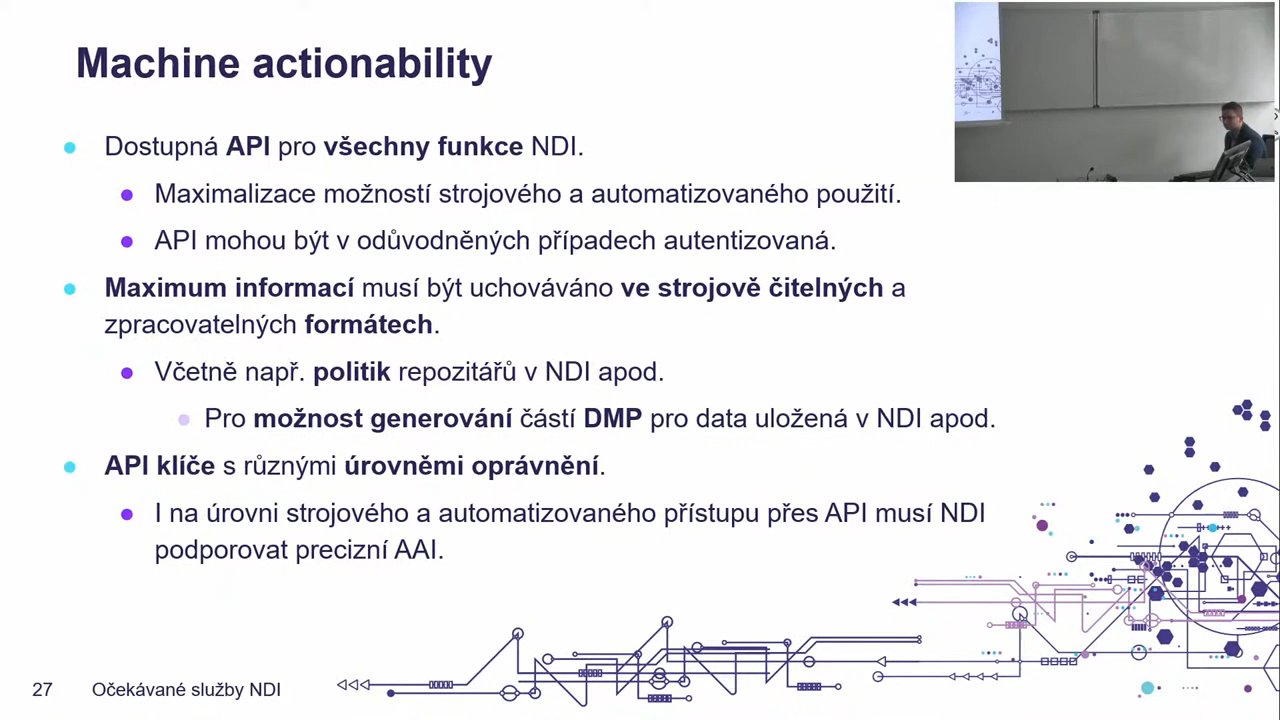 Machine actionability
Dostupná API pro všechny funkce NDI.
Maximalizace možností strojového a automatizovaného použití.
API mohou být v odůvodněných případech autentizovaná.
Maximum informací musí být uchováváno ve strojově čitelných a
zpracovatelných formátech.
Včetně např. politik repozitářů v NDI apod.
Pro možnost generování částí DMP pro data uložená v NDI apod.
API klíče s různými úrovněmi oprávnění.
I na úrovni strojového a automatizovaného přístupu přes API musí NDI
podporovat precizní AAI.
27 Očekávané služby NDI